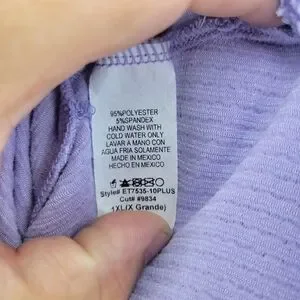 95%POLYESTER
5%SPANDEX
HAND WASH WITH
COLD WATER ONLY
LAVAR A MANO CON
AGUA FRIA SOLAMENTE
MADE IN MEXICO
HECHO EN MEXICO
Style# ET7535-10PLUS
Cut# #9834
1XL(X Grande)